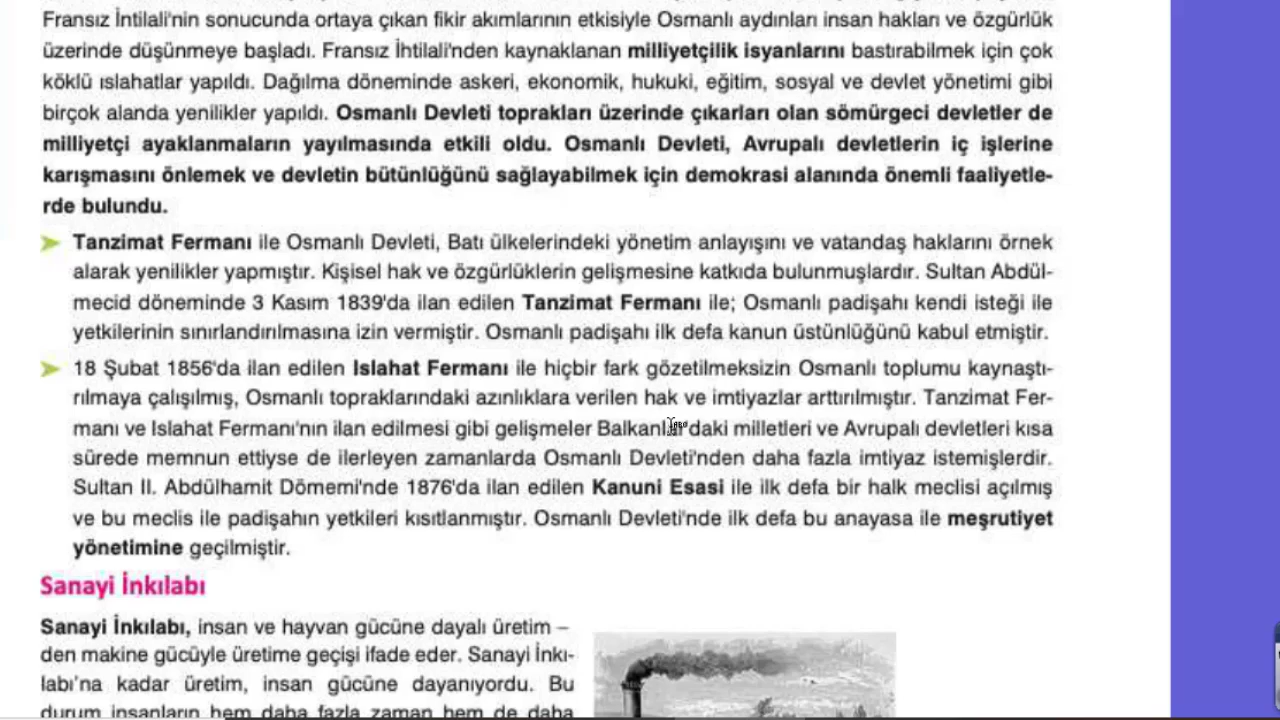 Fransız İntilali'nin sonucunda ortaya çıkan fikir akımlarının etkisiyle Osmanlı aydınları insan hakları ve özgürlük
üzerinde düşünmeye başladı. Fransız İhtilali'nden kaynaklanan milliyetçilik isyanlarını bastırabilmek için çok
köklü ıslahatlar yapıldı. Dağılma döneminde askeri, ekonomik, hukuki, eğitim, sosyal ve devlet yönetimi gibi
birçok alanda yenilikler yapıldı. Osmanlı Devleti toprakları üzerinde çıkarları olan sömürgeci devletler de
milliyetçi ayaklanmaların yayılmasında etkili oldu. Osmanlı Devleti, Avrupalı devletlerin iç işlerine
karışmasını önlemek ve devletin bütünlüğünü sağlayabilmek için demokrasi alanında önemli faaliyetle-
rde bulundu.
Tanzimat Fermanı ile Osmanlı Devleti, Batı ülkelerindeki yönetim anlayışını ve vatandaş haklarını örnek
alarak yenilikler yapmıştır. Kişisel hak ve özgürlüklerin gelişmesine katkıda bulunmuşlardır. Sultan Abdül-
mecid döneminde 3 Kasım 1839'da ilan edilen Tanzimat Fermanı ile; Osmanlı padişahı kendi isteği ile
yetkilerinin sınırlandırılmasına izin vermiştir. Osmanlı padişahı ilk defa kanun üstünlüğünü kabul etmiştir.
18 Şubat 1856'da ilan edilen Islahat Fermanı ile hiçbir fark gözetilmeksizin Osmanlı toplumu kaynaştı-
rılmaya çalışılmış, Osmanlı topraklarındaki azınlıklara verilen hak ve imtiyazlar arttırılmıştır. Tanzimat Fer-
manı ve Islahat Fermanı'nın ilan edilmesi gibi gelişmeler Balkanlar'daki milletleri ve Avrupalı devletleri kısa
sürede memnun ettiyse de ilerleyen zamanlarda Osmanlı Devleti'nden daha fazla imtiyaz istemişlerdir.
Sultan II. Abdülhamit Dömemi'nde 1876'da ilan edilen Kanuni Esasi ile ilk defa bir halk meclisi açılmış
ve bu meclis ile padişahın yetkileri kısıtlanmıştır. Osmanlı Devleti'nde ilk defa bu anayasa ile meşrutiyet
yönetimine geçilmiştir.
Sanayi İnkılabı
Sanayi İnkılabı, insan ve hayvan gücüne dayalı üretim –
den makine gücüyle üretime geçişi ifade eder. Sanayi İnkı-
labı'na kadar üretim, insan gücüne dayanıyordu. Bu
durum insanların hem daha fazla zaman hem de daha